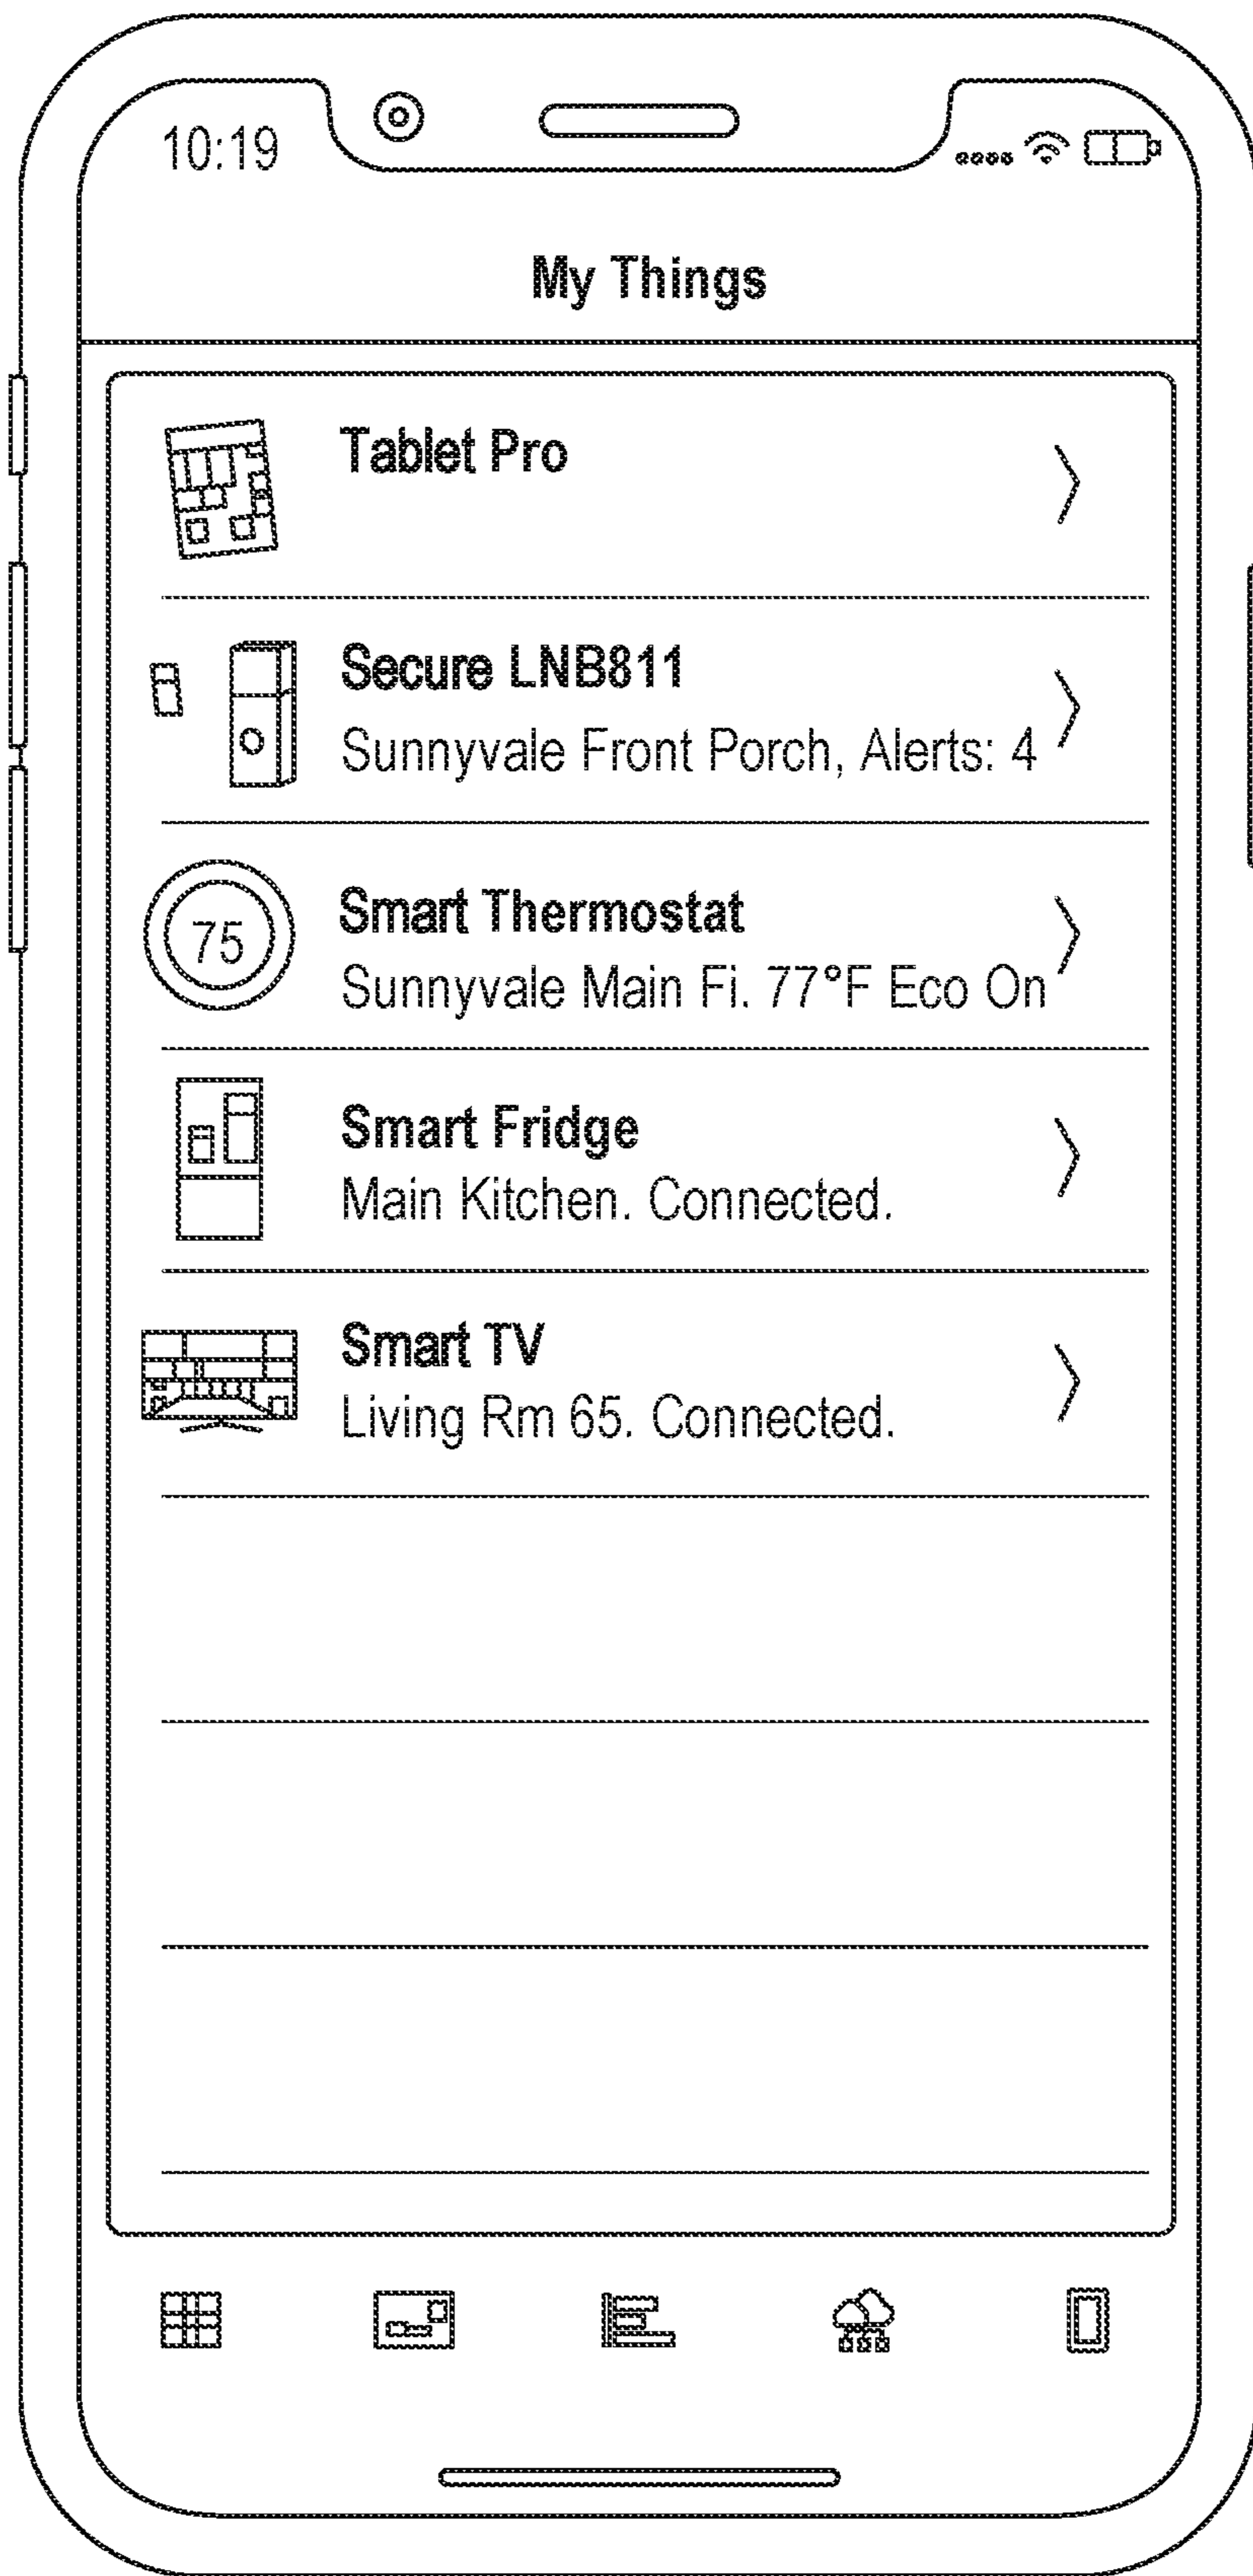 10:19
My Things
Tablet Pro
Secure LNB811
Sunnyvale Front Porch, Alerts: 4
75
Smart Thermostat
Sunnyvale Main Fi. 77°F Eco On
Smart Fridge
Main Kitchen. Connected.
Smart TV
Living Rm 65. Connected.